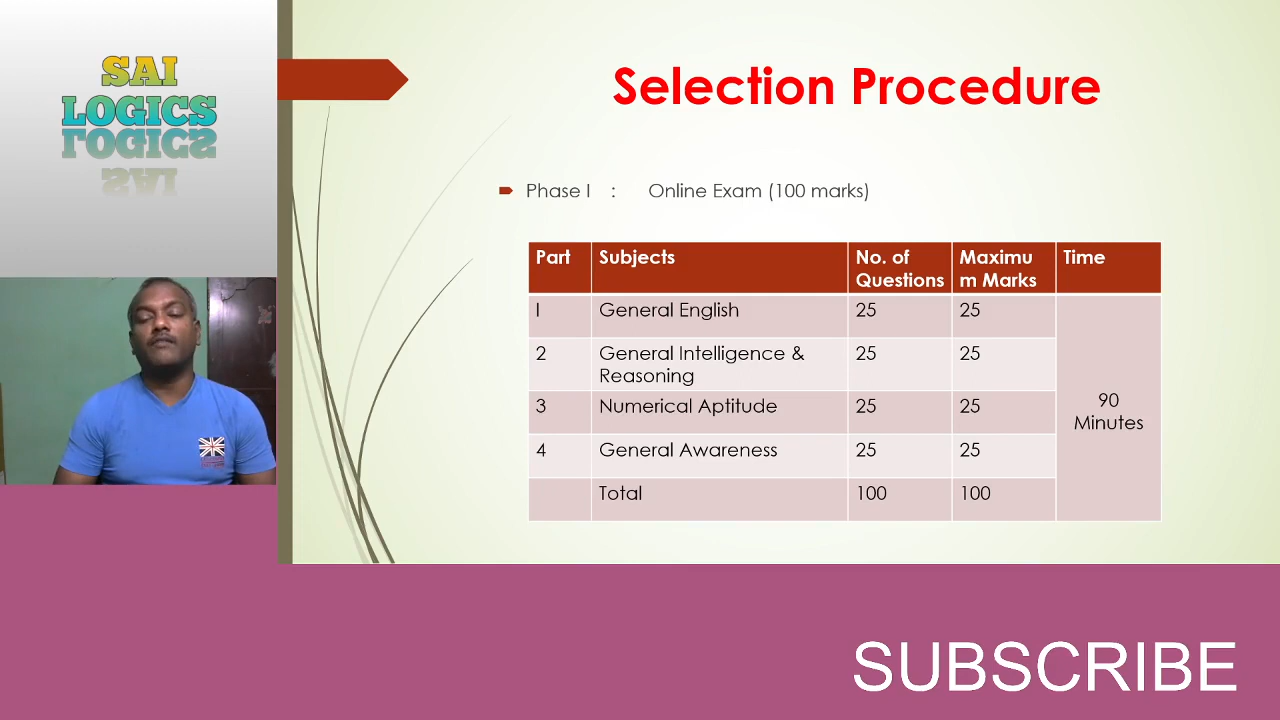 SAI
LOGICS
Selection Procedure
Phase I : Online Exam (100 marks)
Part Subjects No. of Questions Maximu m Marks Time
I General English 25 25
2 General Intelligence & Reasoning 25 25
3 Numerical Aptitude 25 25
4 General Awareness 25 25
Total 100 100
90
Minutes
SUBSCRIBE